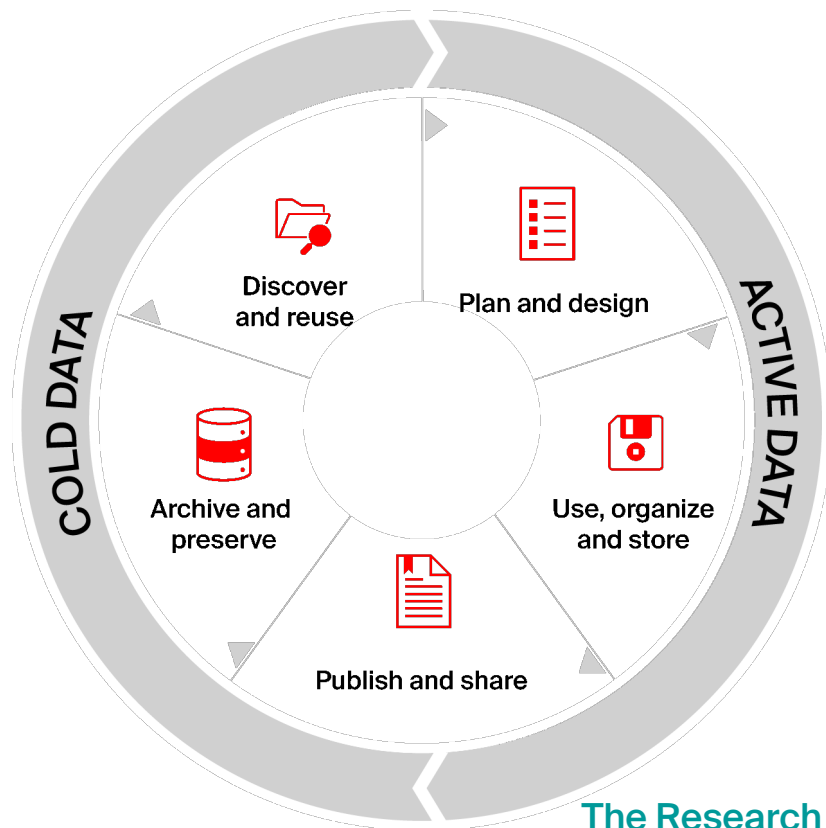 Discover
and reuse
Plan and design
COLD DATA
ACTIVE DATA
Archive and
preserve
Use, organize
and store
Publish and share
The Research